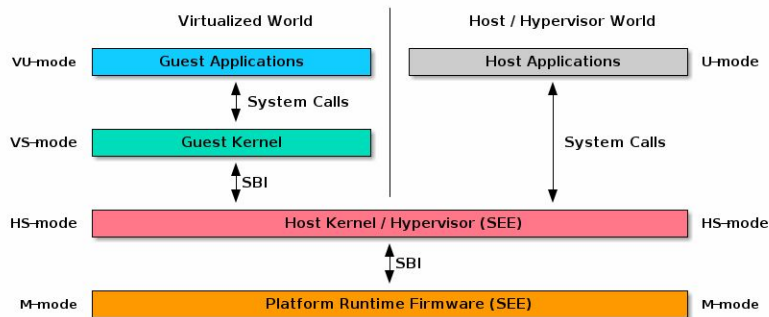 Virtualized World
Host / Hypervisor World
VU-mode
Guest Applications
Host Applications
U-mode
System Calls
VS-mode
Guest Kernel
System Calls
SBI
HS-mode
Host Kernel / Hypervisor (SEE)
HS-mode
SBI
M-mode
Platform Runtime Firmware (SEE)
M-mode